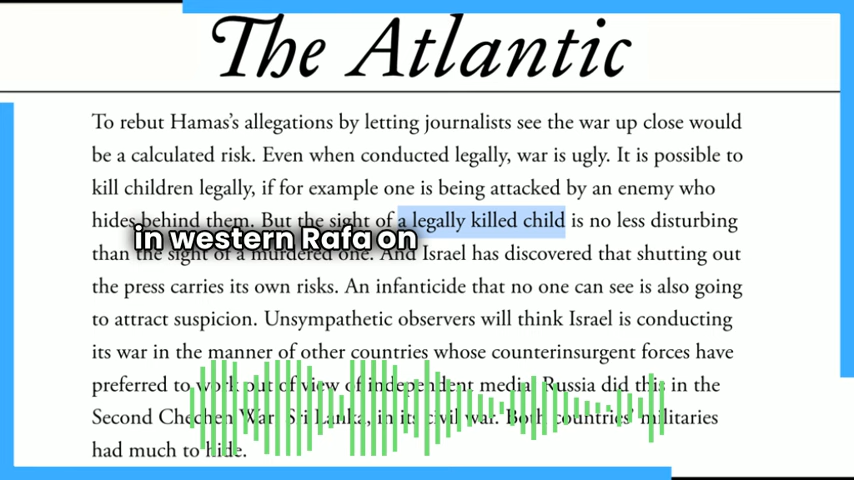 The Atlantic
To rebut Hamas's allegations by letting journalists see the war up close would
be a calculated risk. Even when conducted legally, war is ugly. It is possible to
kill children legally, if for example one is being attacked by an enemy who
hides behind them. But the sight of a legally killed child is no less disturbing
in western Rafa on
than the sight of a murdered one. And Israel has discovered that shutting out
the press carries its own risks. An infanticide that no one can see is also going
to attract suspicion. Unsympathetic observers will think Israel is conducting
its war in the manner of other countries whose counterinsurgent forces have
preferred to work out of view of independent media. Russia did this in the
Second Chechen War, Sri Lanka, in its civil war. Both countries' militaries
had much to hide.